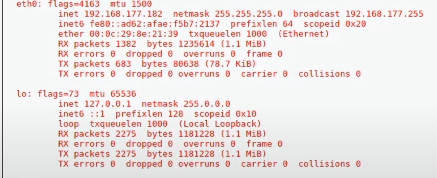 eth0: flags=4163 mtu 1500
inet 192.168.177.182 netmask 255.255.255.0 broadcast 192.168.177.255
inet6 fe80::ad62:afae:f5b7:2137 prefixlen 64 scopeid 0x20
ether 00:0c:29:8e:21:39 txqueuelen 1000 (Ethernet)
RX packets 1382 bytes 1235614 (1.1 MiB)
RX errors 0 dropped 0 overruns 0 frame 0
TX packets 683 bytes 80638 (78.7 KiB)
TX errors 0 dropped 0 overruns 0 carrier 0 collisions 0
lo: flags=73 mtu 65536
inet 127.0.0.1 netmask 255.0.0.0
inet6 ::1 prefixlen 128 scopeid 0x10
loop txqueuelen 1000 (Local Loopback)
RX packets 2275 bytes 1181228 (1.1 MiB)
RX errors 0 dropped 0 overruns 0 frame 0
TX packets 2275 bytes 1181228 (1.1 MiB)
TX errors 0 dropped 0 overruns 0 carrier 0 collisions 0